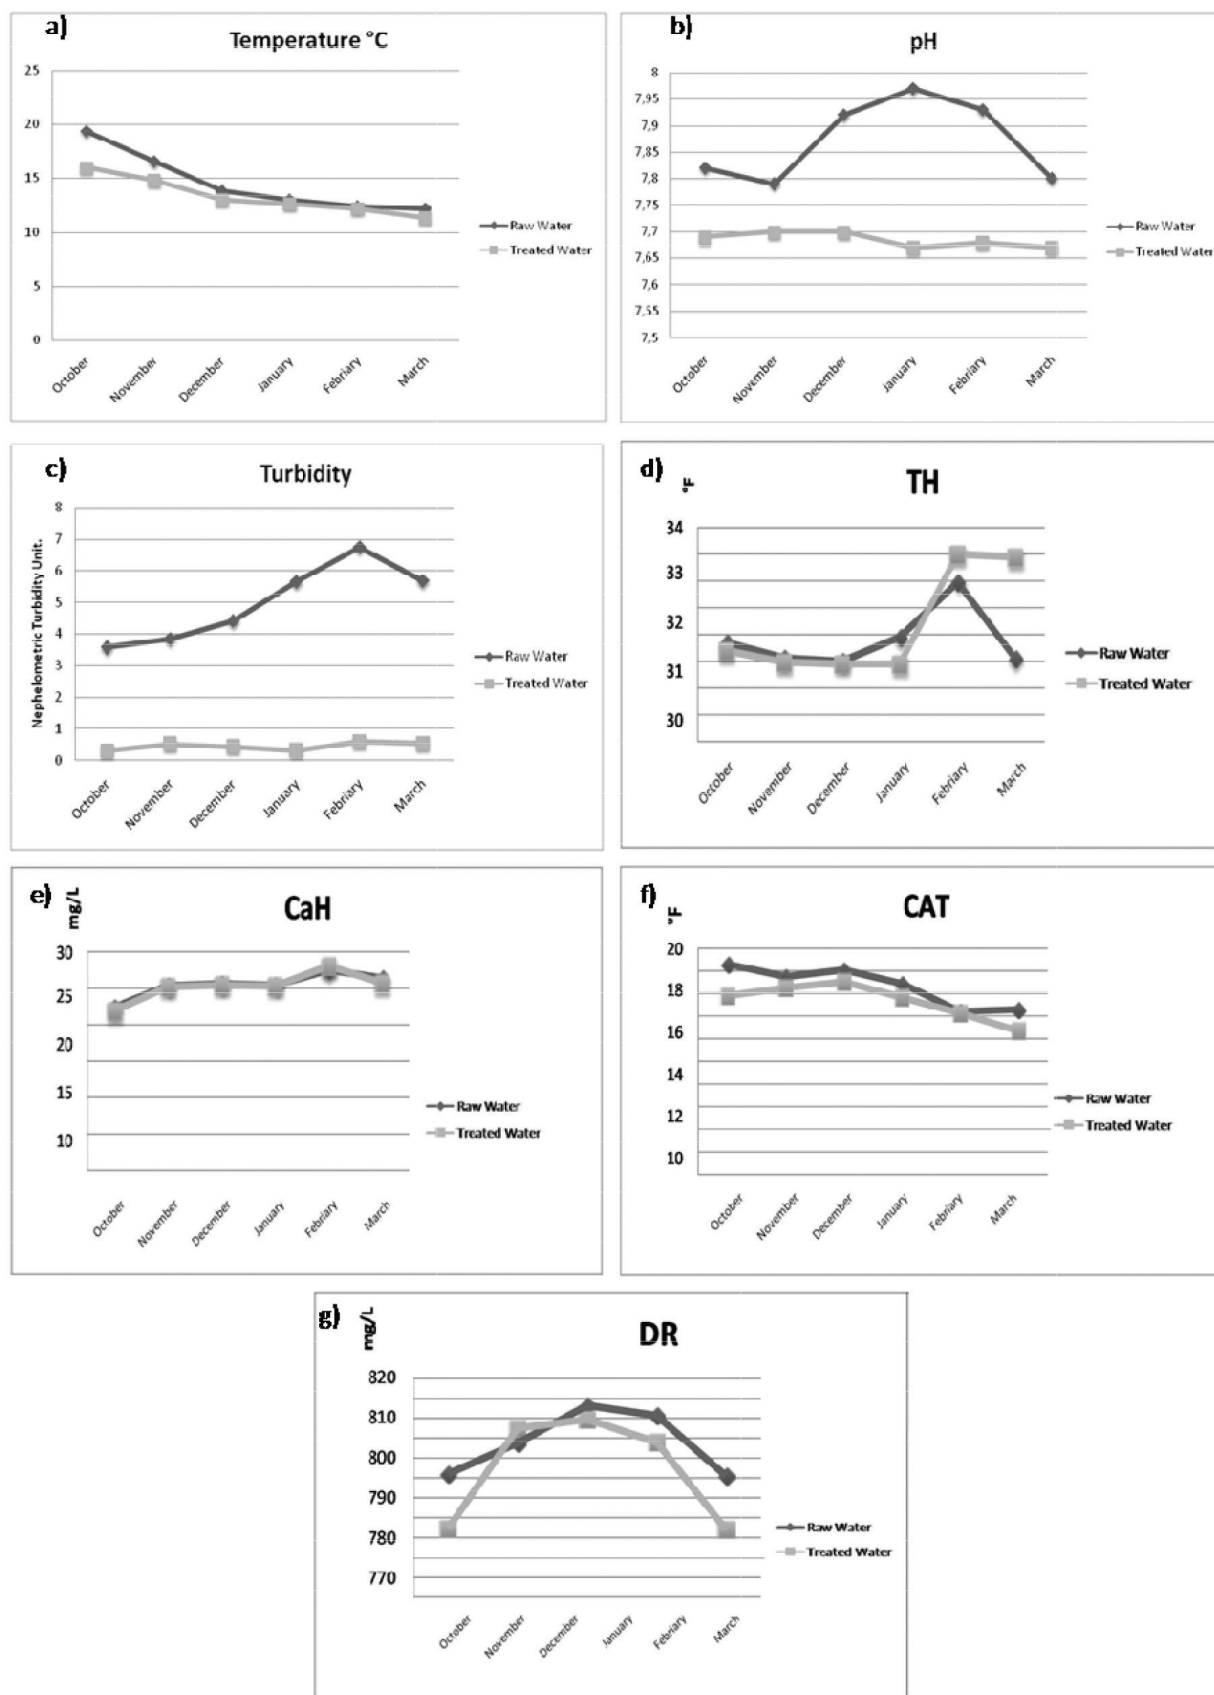 a)
Temperature °C
25
20
15
10
5
0
October
November
December
January
Febriary
March
Raw Water
Treated Water
b)
pH
8
7,95
7,9
7,85
7,8
7,75
7,7
7,65
7,6
7,55
7,5
October
November
December
January
Febriary
March
Raw Water
Treated Water
c)
Turbidity
Nephelometric Turbidity Unit.
8
7
6
5
4
3
2
1
0
October
November
December
January
Febriary
March
Raw Water
Treated Water
d)
°F
TH
34
33
32
31
30
October
November
December
January
Febriary
March
Raw Water
Treated Water
e)
mg/L
CaH
30
25
20
15
10
October
November
December
January
Febriary
March
Raw Water
Treated Water
f)
°F
CAT
20
18
16
14
12
10
October
November
December
January
Febriary
March
Raw Water
Treated Water
g)
mg/L
DR
820
810
800
790
780
770
October
November
December
January
Febriary
March
Raw Water
Treated Water